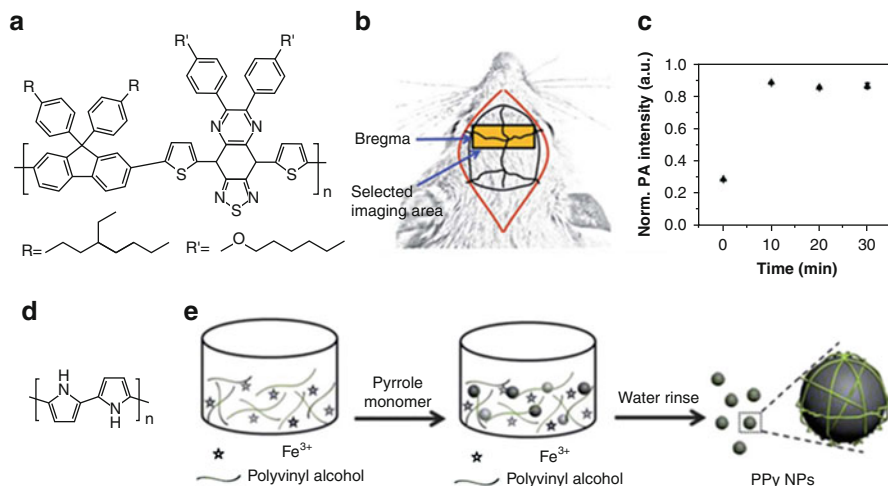 a
R'
R'
R
R
N
N
S
S
N
N
S
n
R=
R'=
O
b
Bregma
Selected
imaging area
c
Norm. PA intensity (a.u.)
1.0
0.8
0.6
0.4
0.2
0.0
0
10
20
30
Time (min)
d
H
N
N
H
n
e
Pyrrole
monomer
Water rinse
Fe³⁺
Polyvinyl alcohol
Fe³⁺
Polyvinyl alcohol
PPy NPs